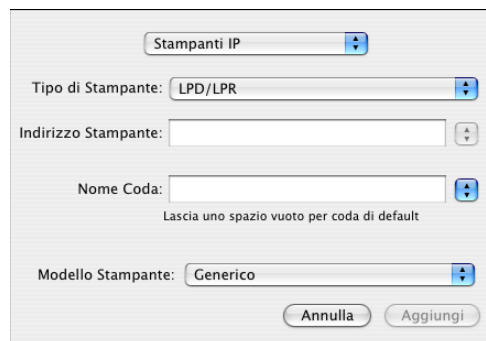 Stampanti IP
Tipo di Stampante: LPD/LPR
Indirizzo Stampante:
Nome Coda:
Lascia uno spazio vuoto per coda di default
Modello Stampante: Generico
Annulla Aggiungi